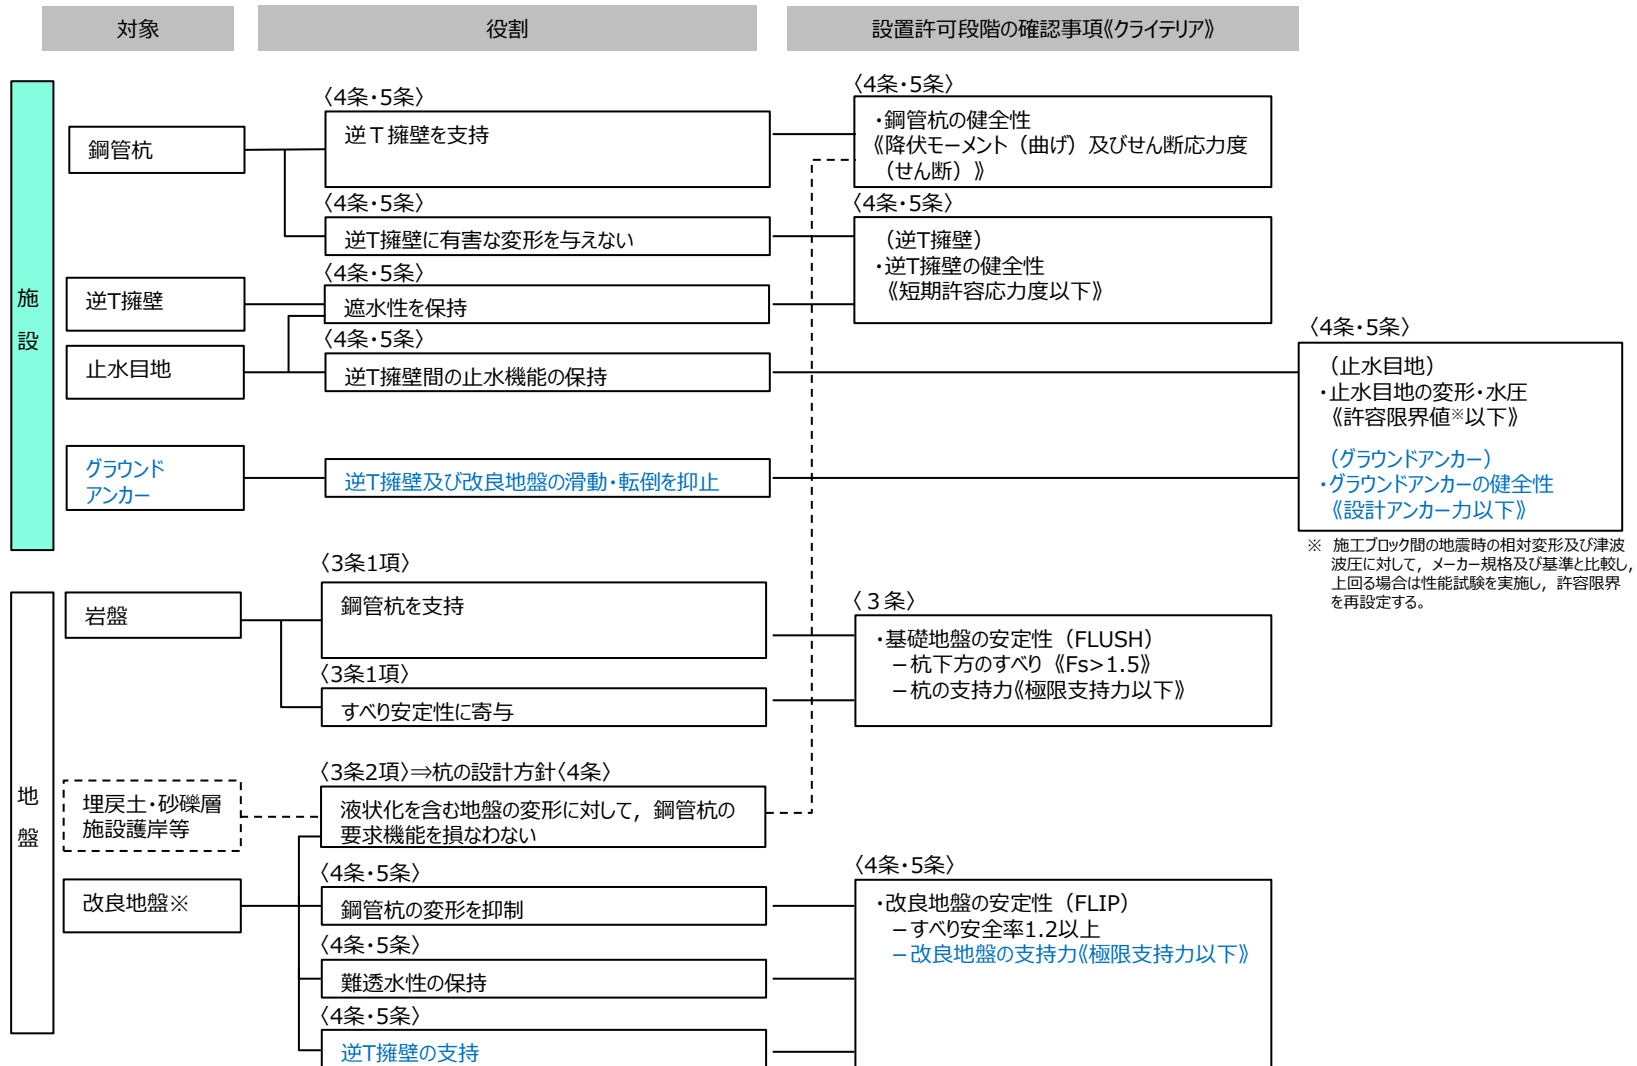 対象
役割
設置許可段階の確認事項《クライテリア》
施設
鋼管杭
〈4条・5条〉
逆T擁壁を支持
〈4条・5条〉
・鋼管杭の健全性
《降伏モーメント（曲げ）及びせん断応力度
（せん断）》
〈4条・5条〉
逆T擁壁に有害な変形を与えない
〈4条・5条〉
（逆T擁壁）
・逆T擁壁の健全性
《短期許容応力度以下》
逆T擁壁
〈4条・5条〉
遮水性を保持
止水目地
〈4条・5条〉
逆T擁壁間の止水機能の保持
〈4条・5条〉
（止水目地）
・止水目地の変形・水圧
《許容限界値※以下》
（グラウンドアンカー）
・グラウンドアンカーの健全性
《設計アンカー力以下》
グラウンド
アンカー
逆T擁壁及び改良地盤の滑動・転倒を抑止
※ 施工ブロック間の地震時の相対変形及び津波
波圧に対して，メーカー規格及び基準と比較し，
上回る場合は性能試験を実施し，許容限界
を再設定する。
地盤
岩盤
〈3条1項〉
鋼管杭を支持
〈3条1項〉
すべり安定性に寄与
〈３条〉
・基礎地盤の安定性（FLUSH）
－杭下方のすべり《Fs>1.5》
－杭の支持力《極限支持力以下》
埋戻土・砂礫層
施設護岸等
〈3条2項〉⇒杭の設計方針〈4条〉
液状化を含む地盤の変形に対して，鋼管杭の
要求機能を損なわない
改良地盤※
〈4条・5条〉
鋼管杭の変形を抑制
〈4条・5条〉
難透水性の保持
〈4条・5条〉
逆T擁壁の支持
〈4条・5条〉
・改良地盤の安定性（FLIP）
－すべり安全率1.2以上
－改良地盤の支持力《極限支持力以下》